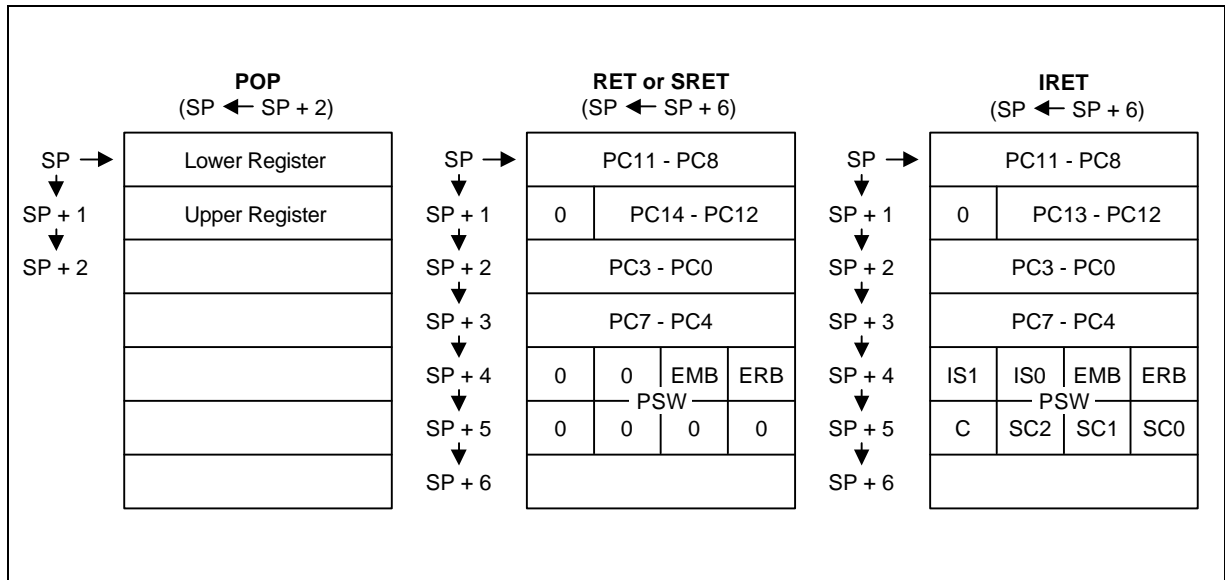 POP
(SP ← SP + 2)
SP → Lower Register
SP + 1 Upper Register
SP + 2
RET or SRET
(SP ← SP + 6)
SP → PC11 - PC8
SP + 1 0 PC14 - PC12
SP + 2 PC3 - PC0
SP + 3 PC7 - PC4
SP + 4 0 0 EMB ERB
PSW
SP + 5 0 0 0 0
SP + 6
IRET
(SP ← SP + 6)
SP → PC11 - PC8
SP + 1 0 PC13 - PC12
SP + 2 PC3 - PC0
SP + 3 PC7 - PC4
SP + 4 IS1 IS0 EMB ERB
PSW
SP + 5 C SC2 SC1 SC0
SP + 6